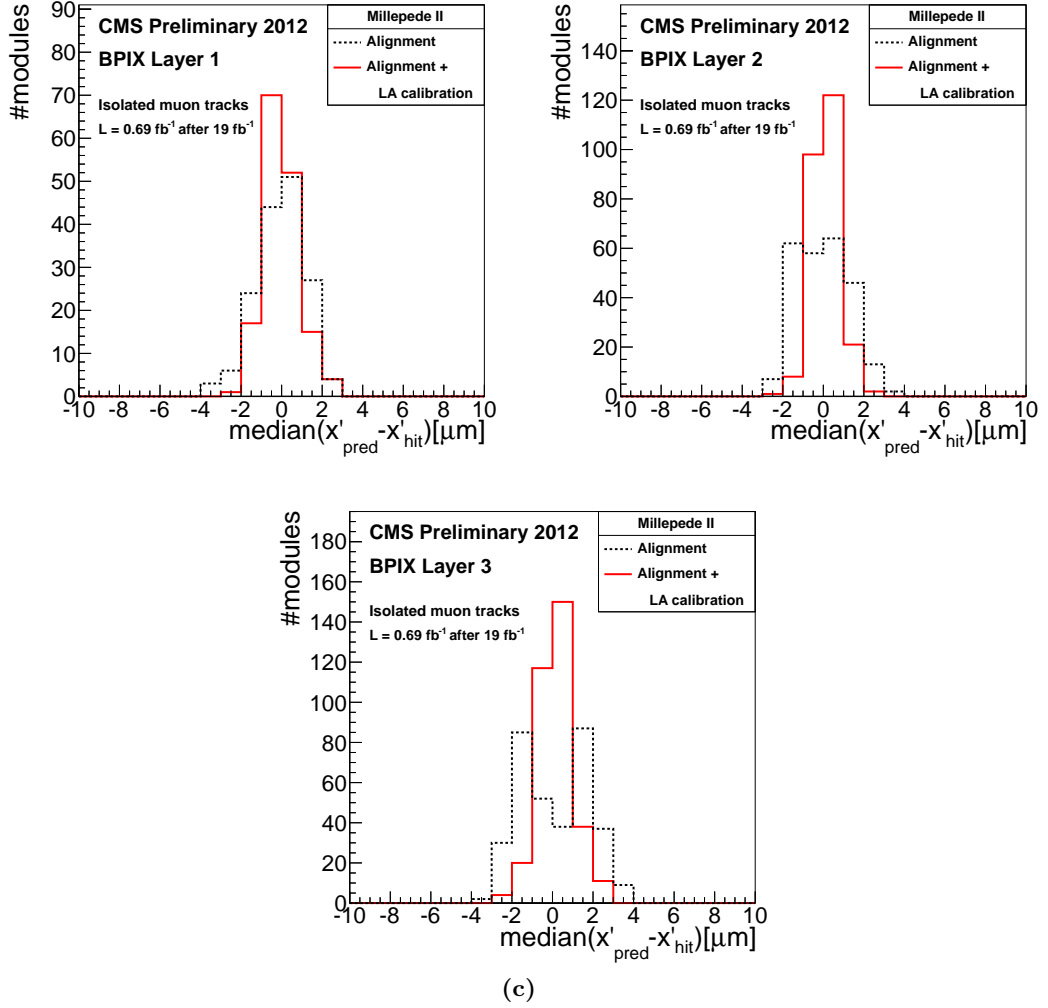 CMS Preliminary 2012
BPIX Layer 1
Isolated muon tracks
L = 0.69 fb⁻¹ after 19 fb⁻¹
Millepede II
Alignment
Alignment +
LA calibration
#modules
90
80
70
60
50
40
30
20
10
0
-10 -8 -6 -4 -2 0 2 4 6 8 10
median(x'pred-x'hit)[μm]
CMS Preliminary 2012
BPIX Layer 2
Isolated muon tracks
L = 0.69 fb⁻¹ after 19 fb⁻¹
Millepede II
Alignment
Alignment +
LA calibration
#modules
140
120
100
80
60
40
20
0
-10 -8 -6 -4 -2 0 2 4 6 8 10
median(x'pred-x'hit)[μm]
CMS Preliminary 2012
BPIX Layer 3
Isolated muon tracks
L = 0.69 fb⁻¹ after 19 fb⁻¹
Millepede II
Alignment
Alignment +
LA calibration
#modules
180
160
140
120
100
80
60
40
20
0
-10 -8 -6 -4 -2 0 2 4 6 8 10
median(x'pred-x'hit)[μm]
(c)